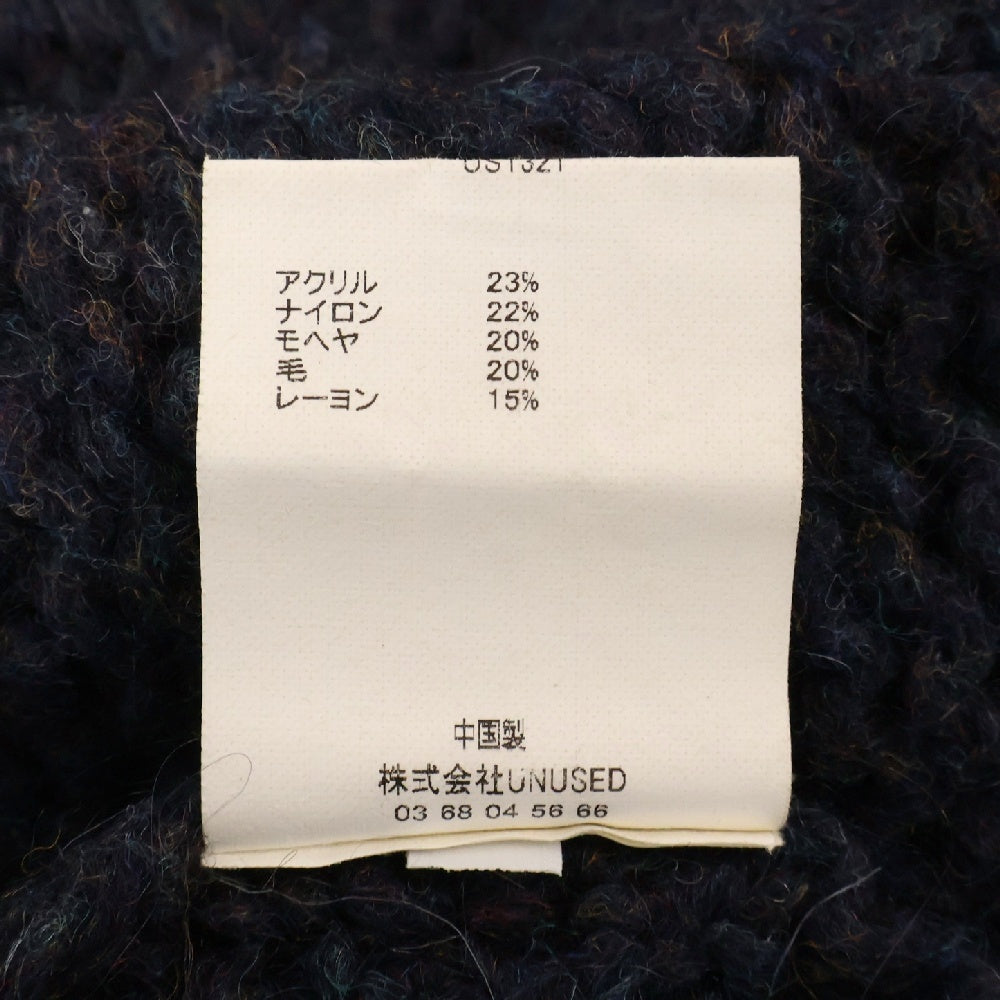 US1321
アクリル 23%
ナイロン 22%
モヘヤ 20%
毛 20%
レーヨン 15%
中国製
株式会社UNUSED
03 68 04 56 66